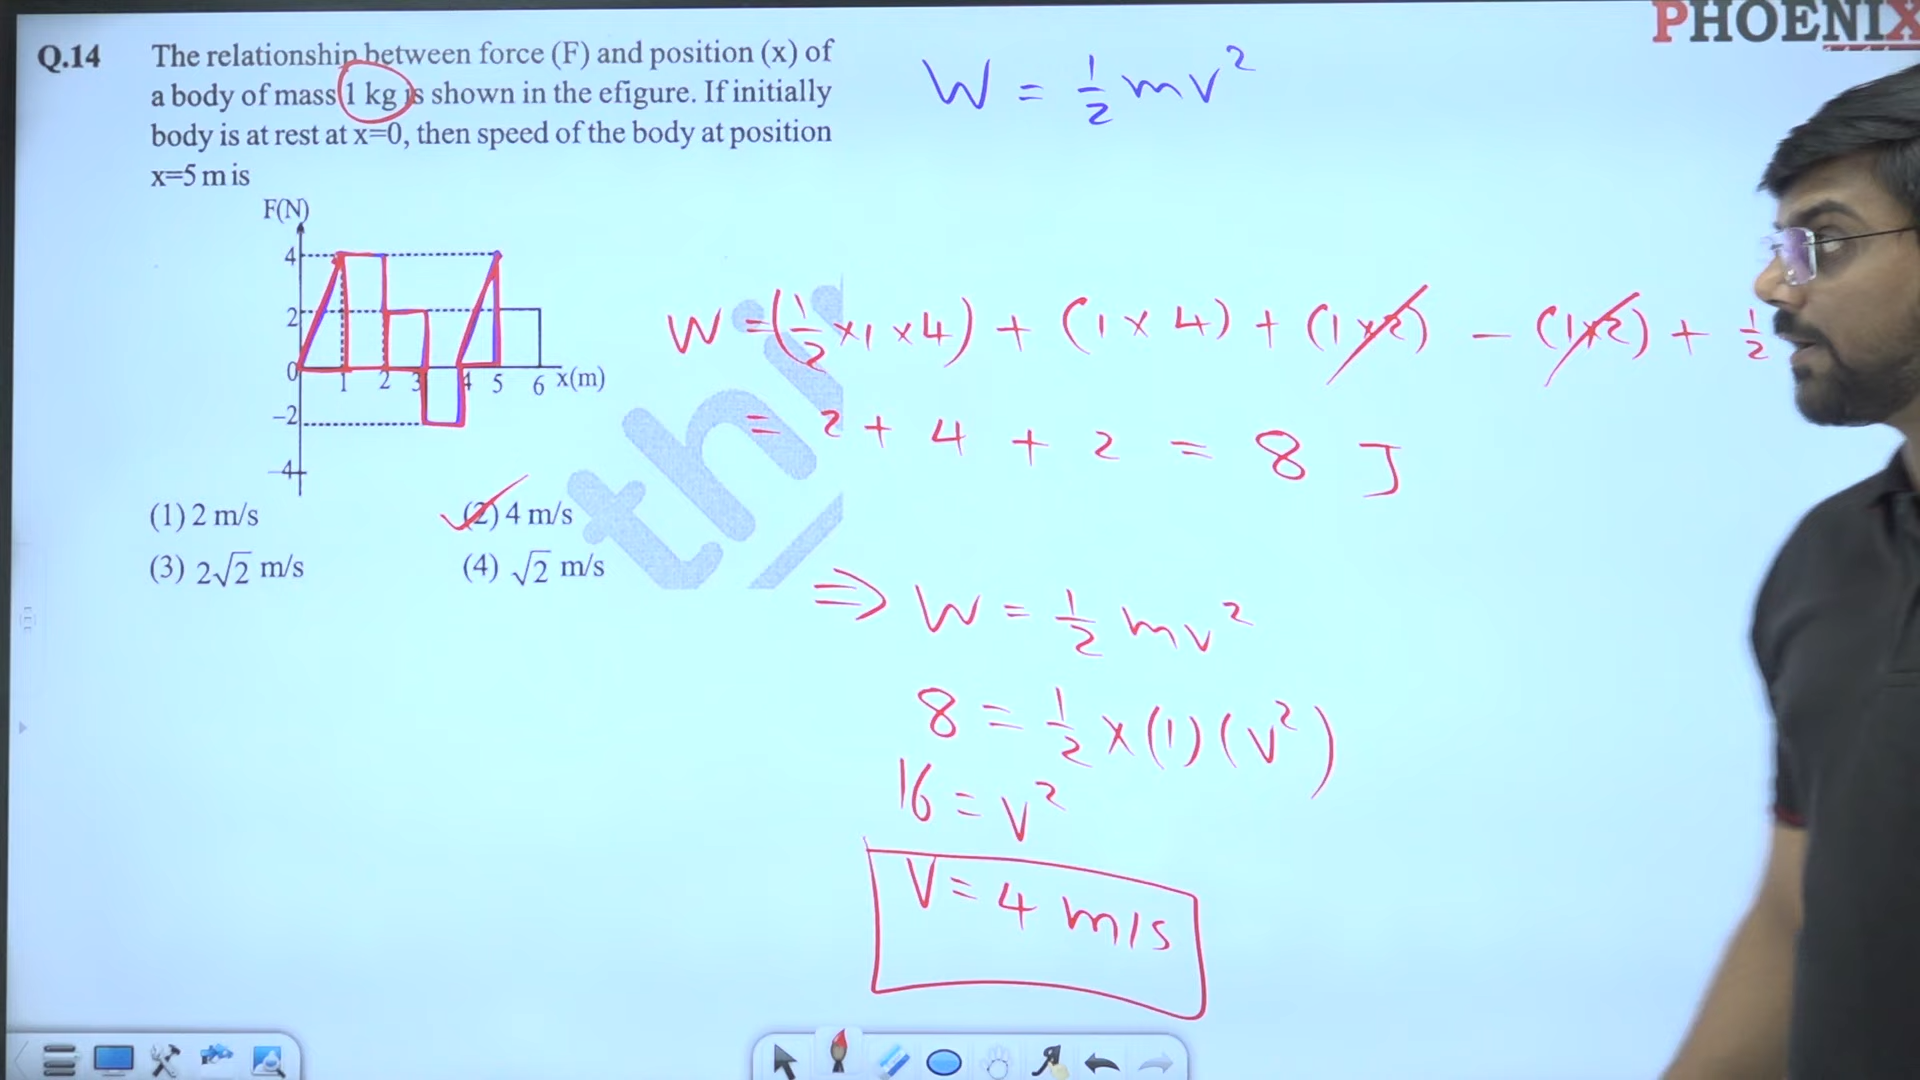 PHOENIX
Q.14 The relationship between force (F) and position (x) of
a body of mass 1 kg is shown in the efigure. If initially
body is at rest at x=0, then speed of the body at position
x=5 m is
W = 1/2 mv²
F(N)
4
2
0
-2
-4
1 2 3 4 5 6 x(m)
(1) 2 m/s (2) 4 m/s
(3) 2√2 m/s (4) √2 m/s
W = (1/2 × 1 × 4) + (1 × 4) + (1 × 2) - (1 × 2) + 1/2
= 2 + 4 + 2 = 8 J
⇒ W = 1/2 mv²
8 = 1/2 × (1) (v²)
16 = v²
V = 4 m/s